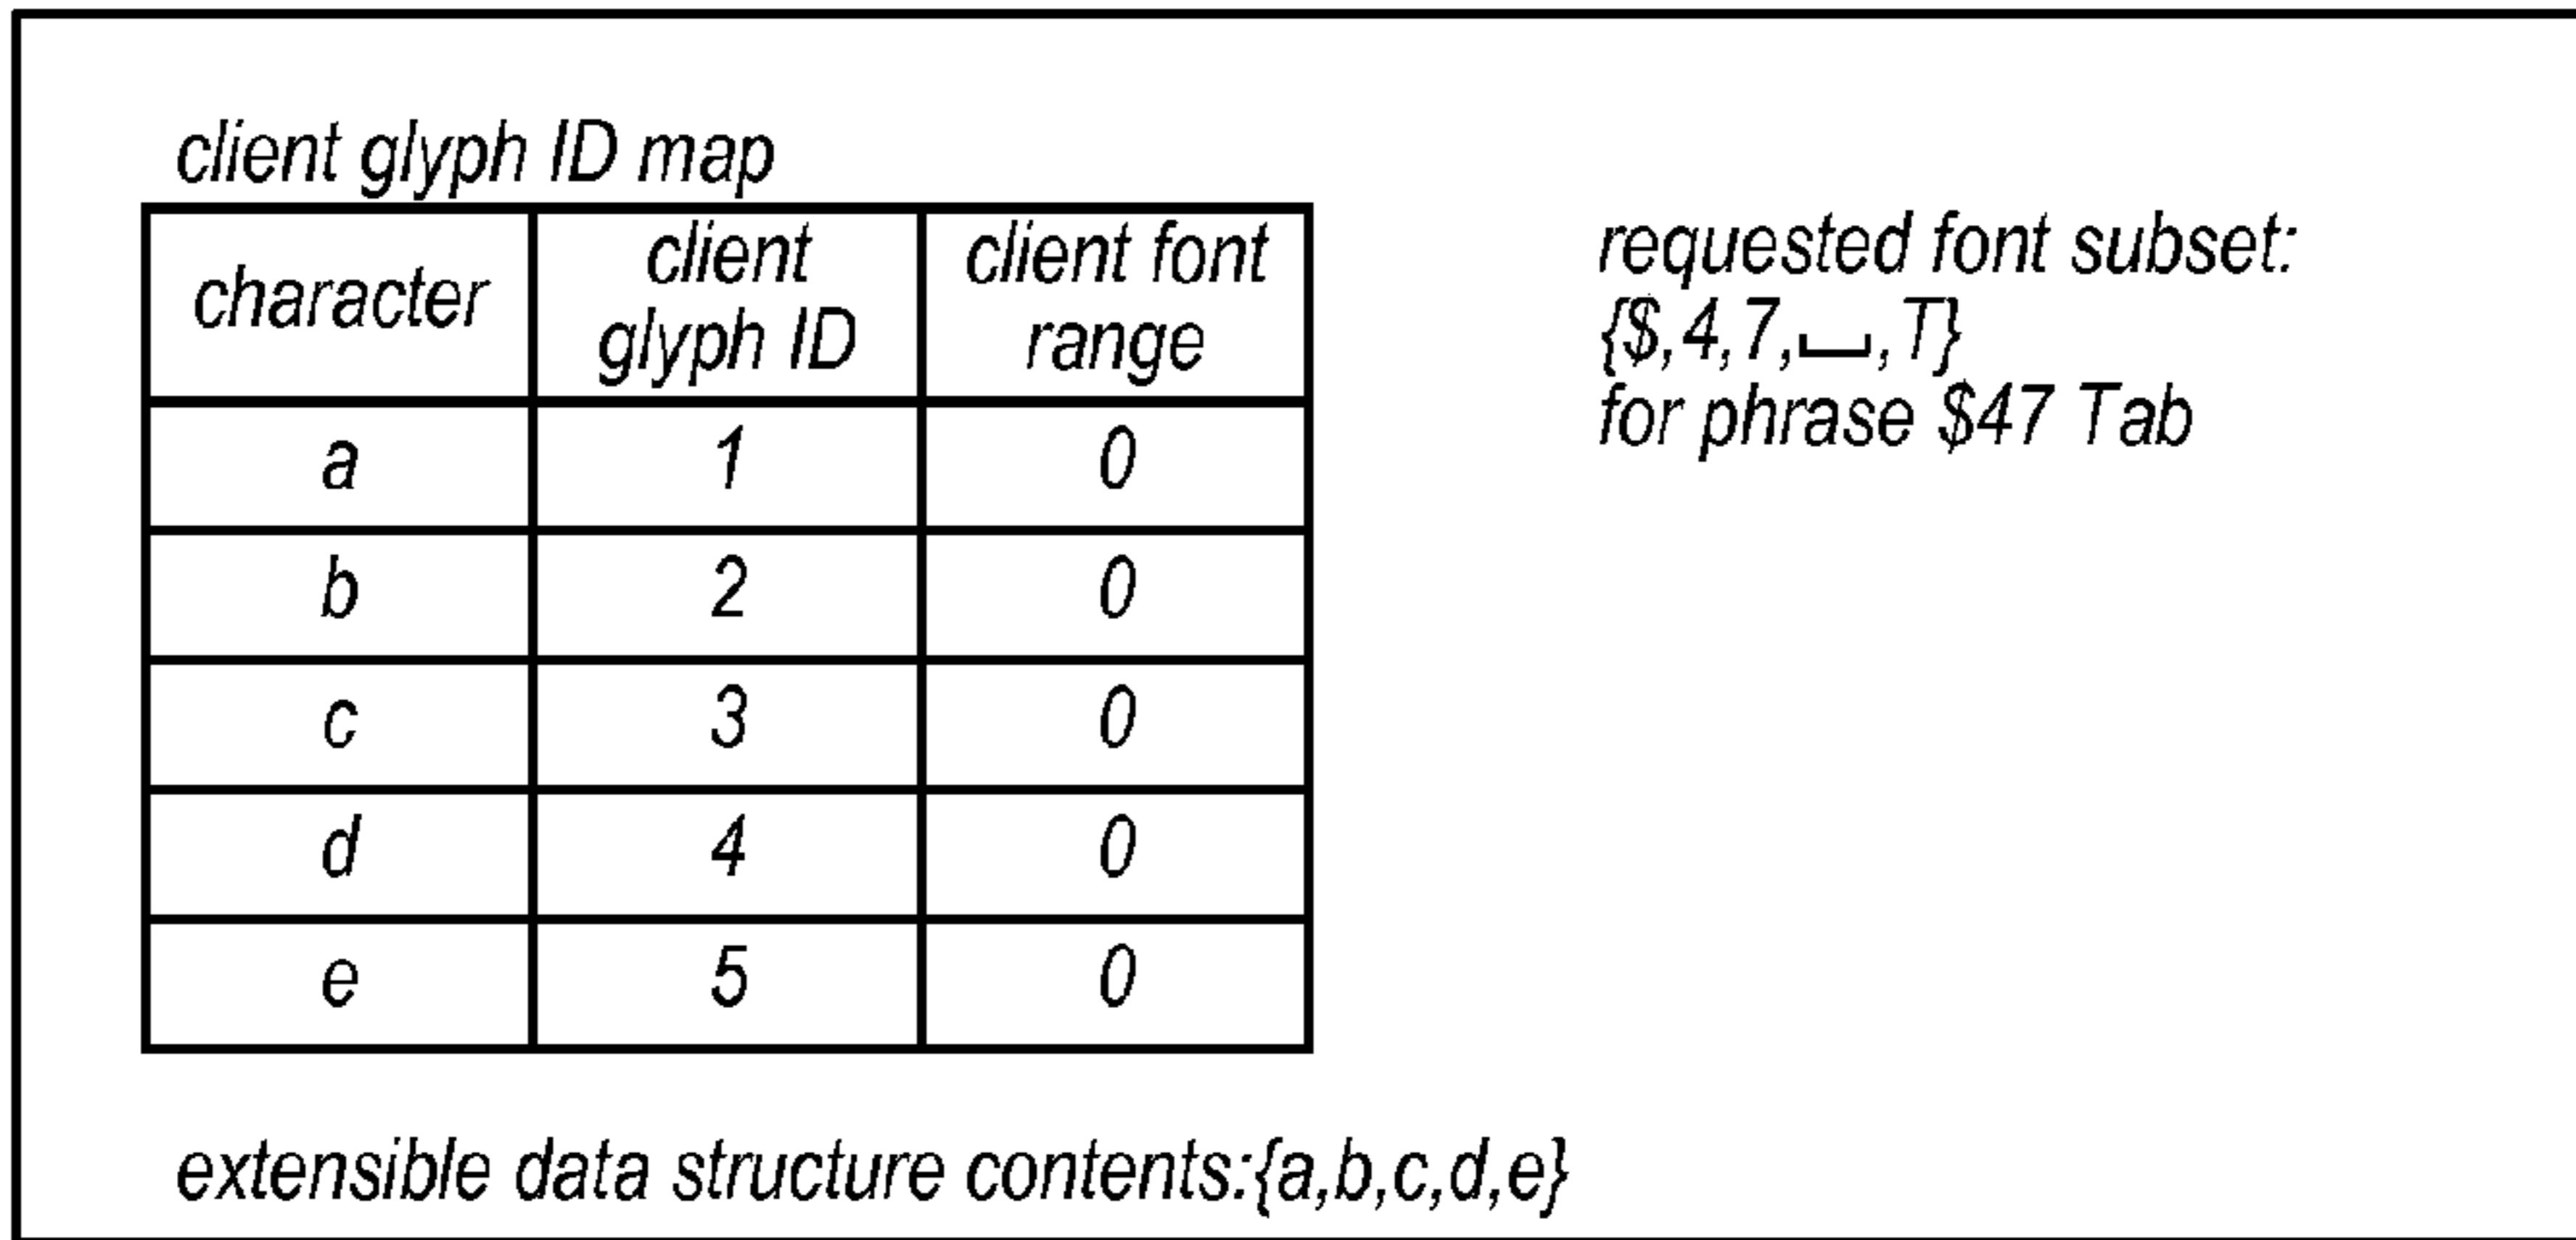 client glyph ID map
character client glyph ID client font range
a 1 0
b 2 0
c 3 0
d 4 0
e 5 0
extensible data structure contents:{a,b,c,d,e}
requested font subset:
{$,4,7,⎵,T}
for phrase $47 Tab